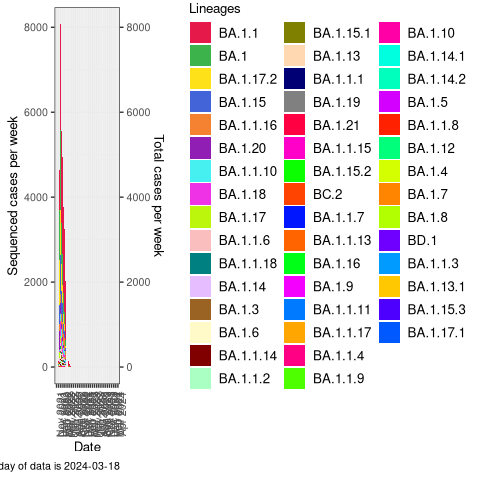 Lineages
BA.1.1
BA.1
BA.1.17.2
BA.1.15
BA.1.1.16
BA.1.20
BA.1.1.10
BA.1.18
BA.1.17
BA.1.1.6
BA.1.1.18
BA.1.14
BA.1.3
BA.1.6
BA.1.1.14
BA.1.1.2
BA.1.15.1
BA.1.13
BA.1.1.1
BA.1.19
BA.1.21
BA.1.1.15
BA.1.15.2
BC.2
BA.1.1.7
BA.1.1.13
BA.1.16
BA.1.9
BA.1.1.11
BA.1.1.17
BA.1.1.4
BA.1.1.9
BA.1.10
BA.1.14.1
BA.1.14.2
BA.1.5
BA.1.1.8
BA.1.12
BA.1.4
BA.1.7
BA.1.8
BD.1
BA.1.1.3
BA.1.13.1
BA.1.15.3
BA.1.17.1
Sequenced cases per week
8000
6000
4000
2000
0
8000
6000
4000
2000
0
Total cases per week
Date
day of data is 2024-03-18